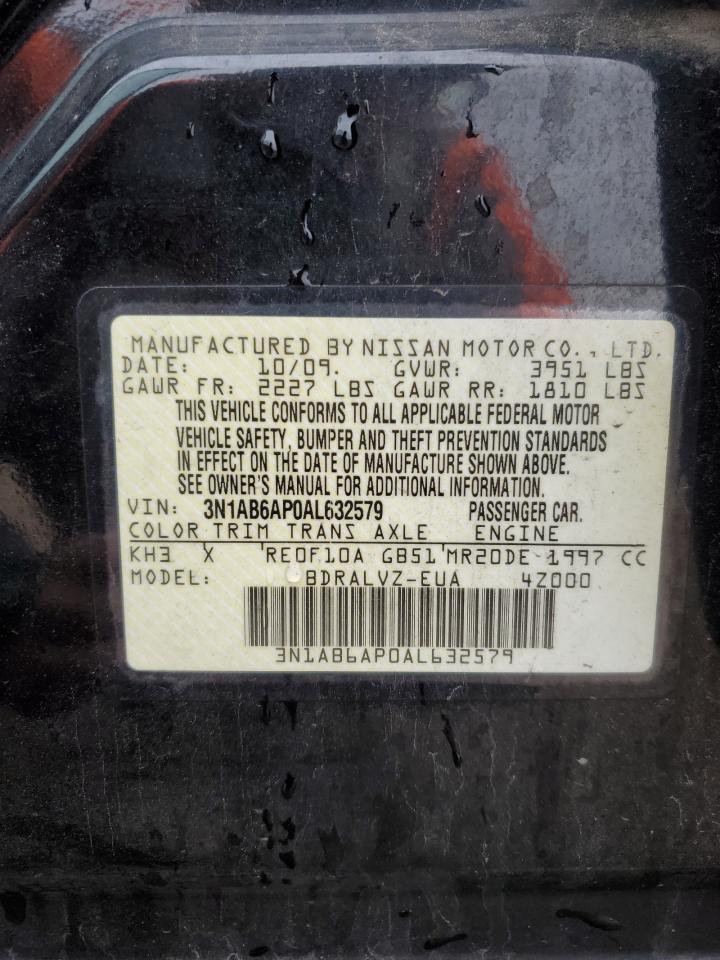 MANUFACTURED BY NISSAN MOTOR CO., LTD.
DATE: 10/09. GVWR: 3951 LBS
GAWR FR: 2227 LBS GAWR RR: 1810 LBS
THIS VEHICLE CONFORMS TO ALL APPLICABLE FEDERAL MOTOR
VEHICLE SAFETY, BUMPER AND THEFT PREVENTION STANDARDS
IN EFFECT ON THE DATE OF MANUFACTURE SHOWN ABOVE.
SEE OWNER'S MANUAL FOR ADDITIONAL INFORMATION.
VIN: 3N1AB6AP0AL632579 PASSENGER CAR.
COLOR TRIM TRANS AXLE ENGINE
KH3 X RE0F10A GB51 MR20DE 1997 CC
MODEL: BDRALVZ-EUA 4Z000
3N1AB6AP0AL632579